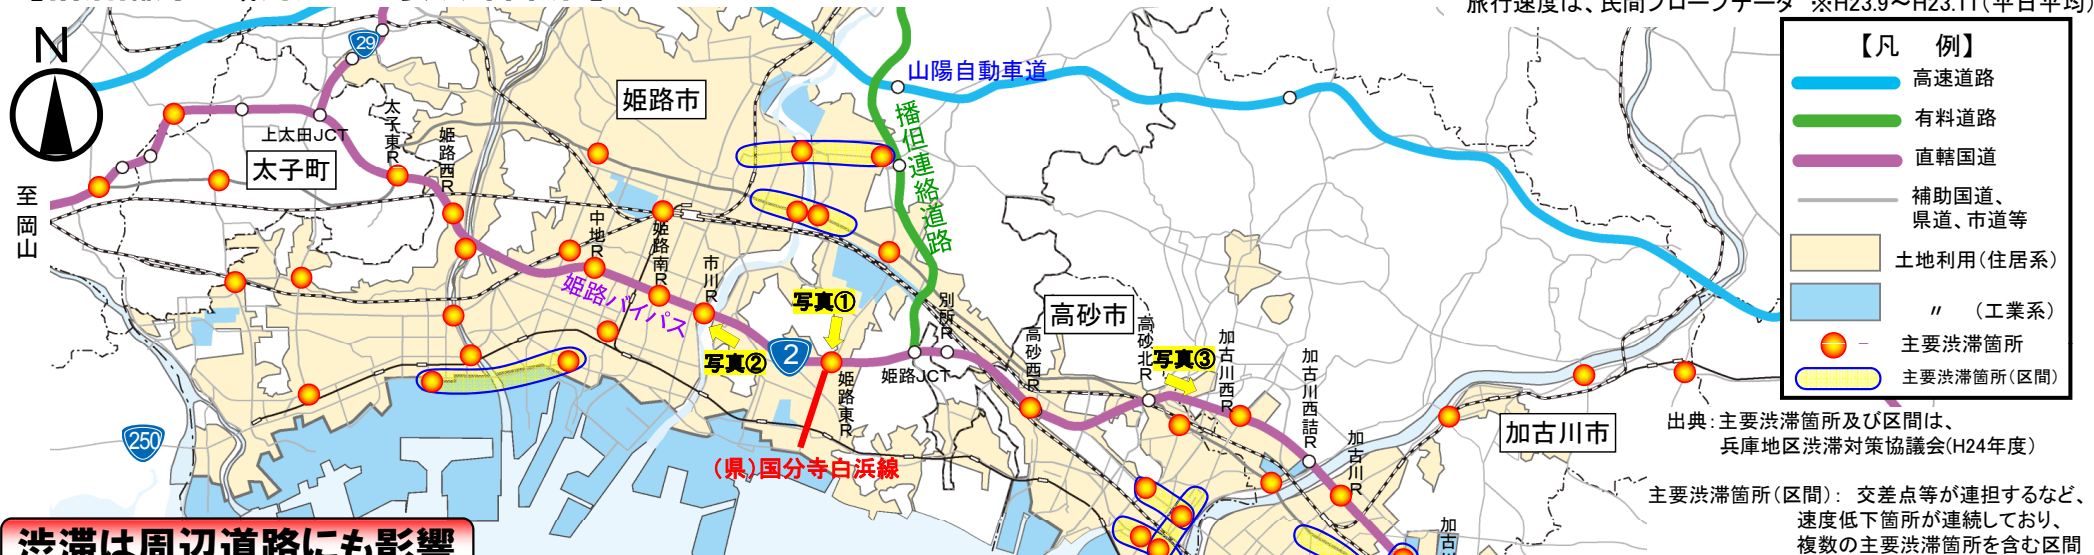 旅行速度は、民間プローブデータ ※H23.9～H23.11(平日平均)
N
29
姫路市
山陽自動車道
播但連絡道路
上太田JCT
太子東R
姫路西R
太子町
至岡山
中地R
姫路南R
市川R
姫路バイパス
写真①
写真②
2
別所R
姫路JCT
姫路東R
高砂市
高砂西R
高砂北R
写真③
加古川西R
加古川西詰R
加古川R
加古川市
250
(県)国分寺白浜線
渋滞は周辺道路にも影響
【凡 例】
高速道路
有料道路
直轄国道
補助国道、
県道、市道等
土地利用(住居系)
〃 (工業系)
主要渋滞箇所
主要渋滞箇所(区間)
出典:主要渋滞箇所及び区間は、
兵庫地区渋滞対策協議会(H24年度)
主要渋滞箇所(区間): 交差点等が連担するなど、
速度低下箇所が連続しており、
複数の主要渋滞箇所を含む区間